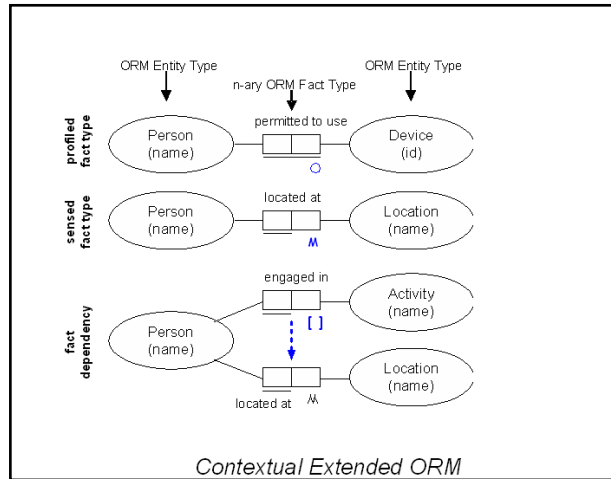 ORM Entity Type
ORM Entity Type
n-ary ORM Fact Type
profiled
fact type
Person
(name)
permitted to use
Device
(id)
sensed
fact type
Person
(name)
located at
Location
(name)
fact
dependency
Person
(name)
engaged in
[ ]
Activity
(name)
located at
Location
(name)
Contextual Extended ORM